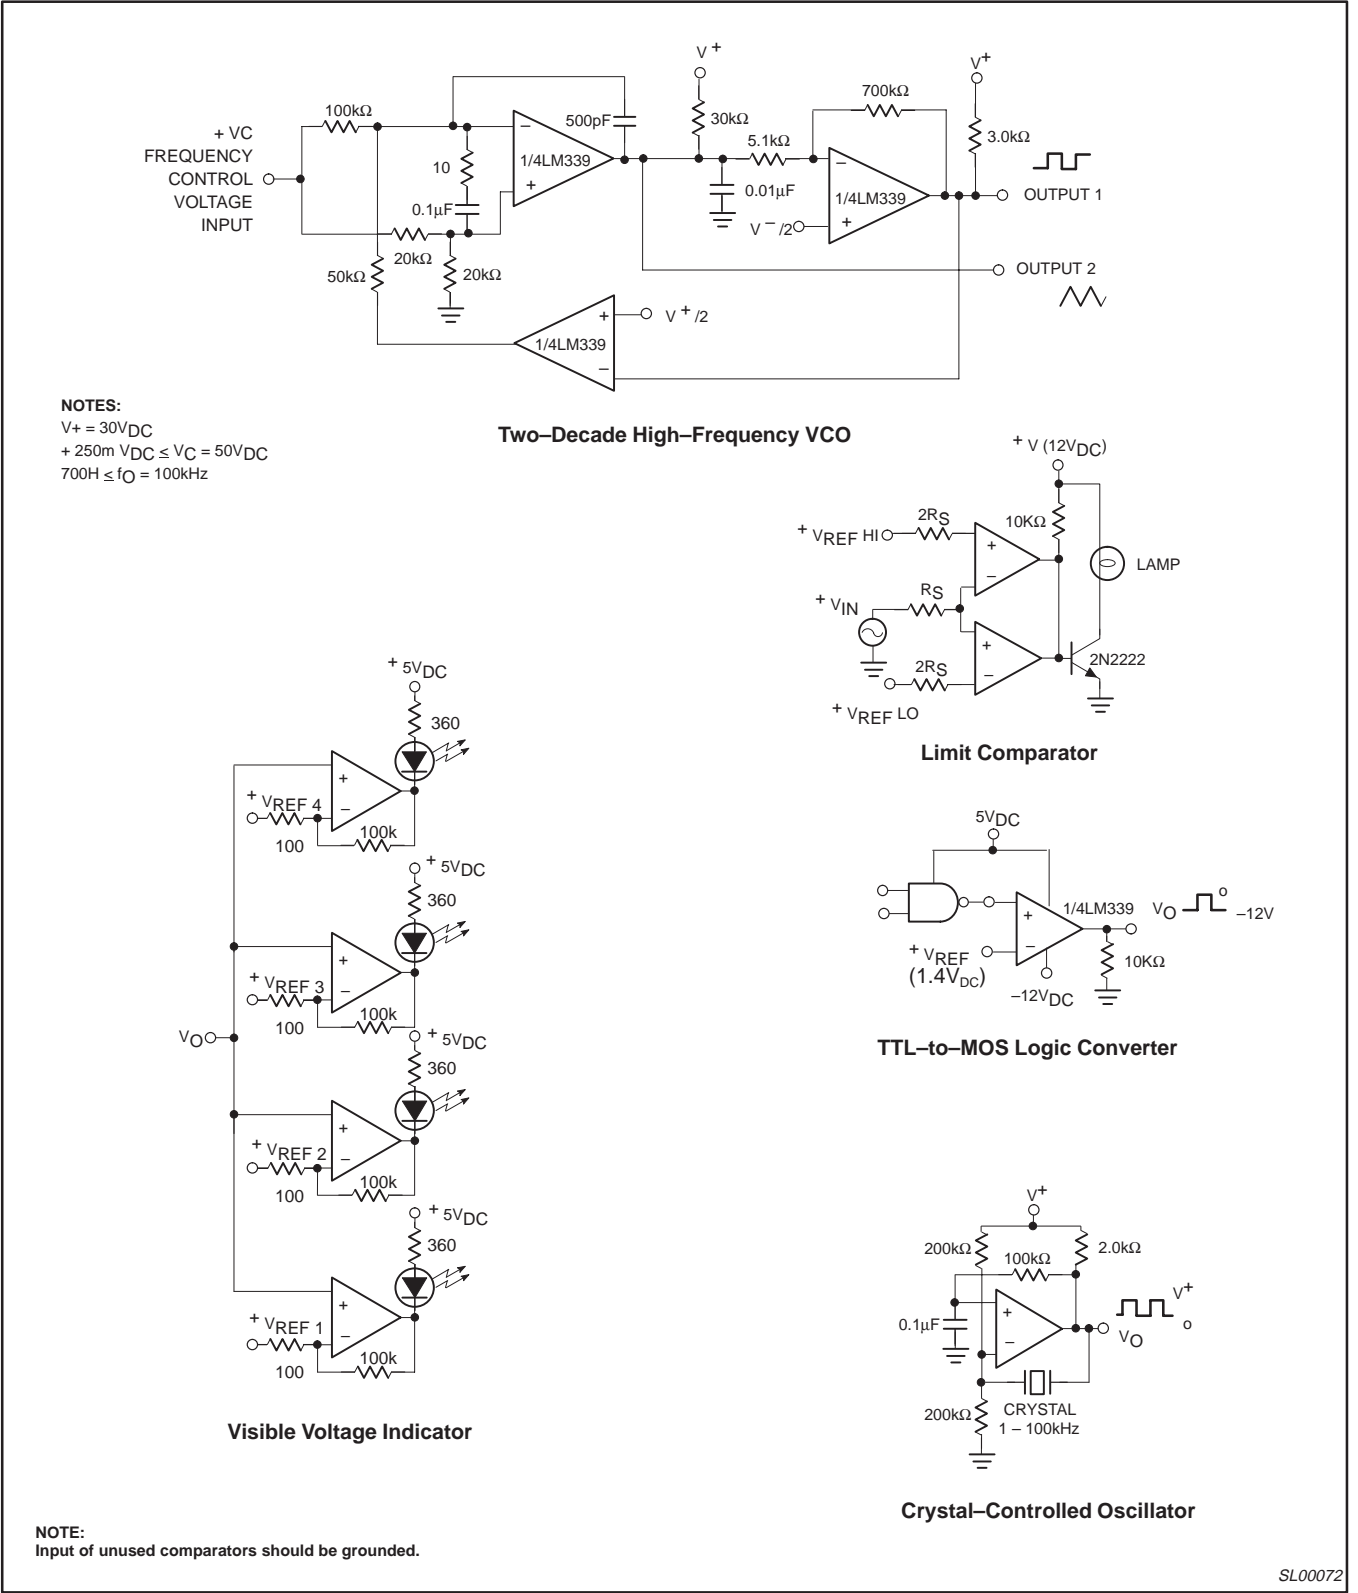 V+
V+
100kΩ
700kΩ
500pF
30kΩ
3.0kΩ
+ VC
FREQUENCY
CONTROL
VOLTAGE
INPUT
5.1kΩ
−
1/4LM339
+
10
0.1μF
0.01μF
−
1/4LM339
+
OUTPUT 1
V−/2
20kΩ
50kΩ
20kΩ
OUTPUT 2
+
V+/2
1/4LM339
−
NOTES:
V+ = 30VDC
+ 250m VDC ≤ VC = 50VDC
700H ≤ fO = 100kHz
Two–Decade High–Frequency VCO
+ V (12VDC)
2RS
10KΩ
+ VREF HI
+
−
LAMP
RS
+ VIN
+
2N2222
2RS
−
+ VREF LO
Limit Comparator
+ 5VDC
360
+
+ VREF 4
−
100k
100
+ 5VDC
360
+
+ VREF 3
−
100k
100
VO
+ 5VDC
360
+
+ VREF 2
−
100k
100
+ 5VDC
360
+
+ VREF 1
−
100k
100
Visible Voltage Indicator
5VDC
+
1/4LM339
VO
o
–12V
+ VREF
(1.4VDC)
−
10KΩ
–12VDC
TTL–to–MOS Logic Converter
V+
200kΩ
2.0kΩ
100kΩ
+
V+
0.1μF
o
−
VO
CRYSTAL
1 – 100kHz
200kΩ
Crystal–Controlled Oscillator
NOTE:
Input of unused comparators should be grounded.
SL00072